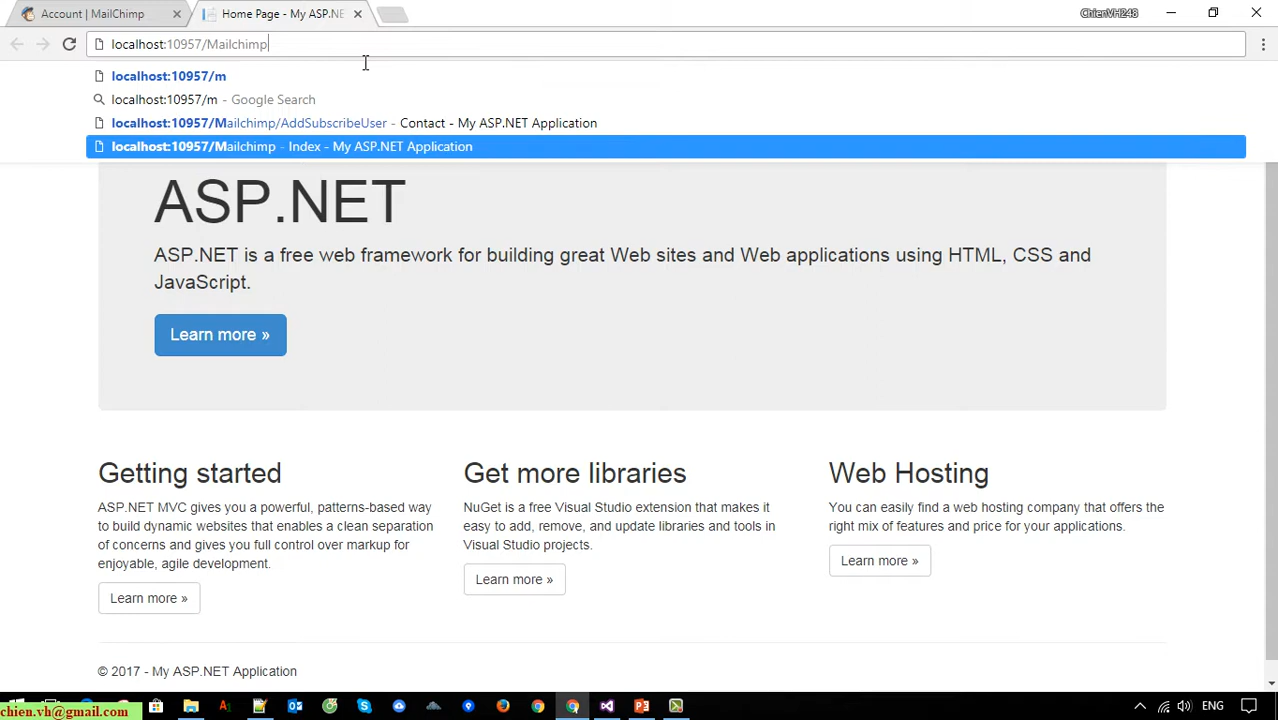 Account | MailChimp
Home Page - My ASP.NE
ChienVH248
localhost:10957/Mailchimp
localhost:10957/m
localhost:10957/m - Google Search
localhost:10957/Mailchimp/AddSubscribeUser - Contact - My ASP.NET Application
localhost:10957/Mailchimp - Index - My ASP.NET Application
ASP.NET
ASP.NET is a free web framework for building great Web sites and Web applications using HTML, CSS and
JavaScript.
Learn more »
Getting started
ASP.NET MVC gives you a powerful, patterns-based way
to build dynamic websites that enables a clean separation
of concerns and gives you full control over markup for
enjoyable, agile development.
Learn more »
Get more libraries
NuGet is a free Visual Studio extension that makes it
easy to add, remove, and update libraries and tools in
Visual Studio projects.
Learn more »
Web Hosting
You can easily find a web hosting company that offers the
right mix of features and price for your applications.
Learn more »
© 2017 - My ASP.NET Application
chien.vh@gmail.com
ENG